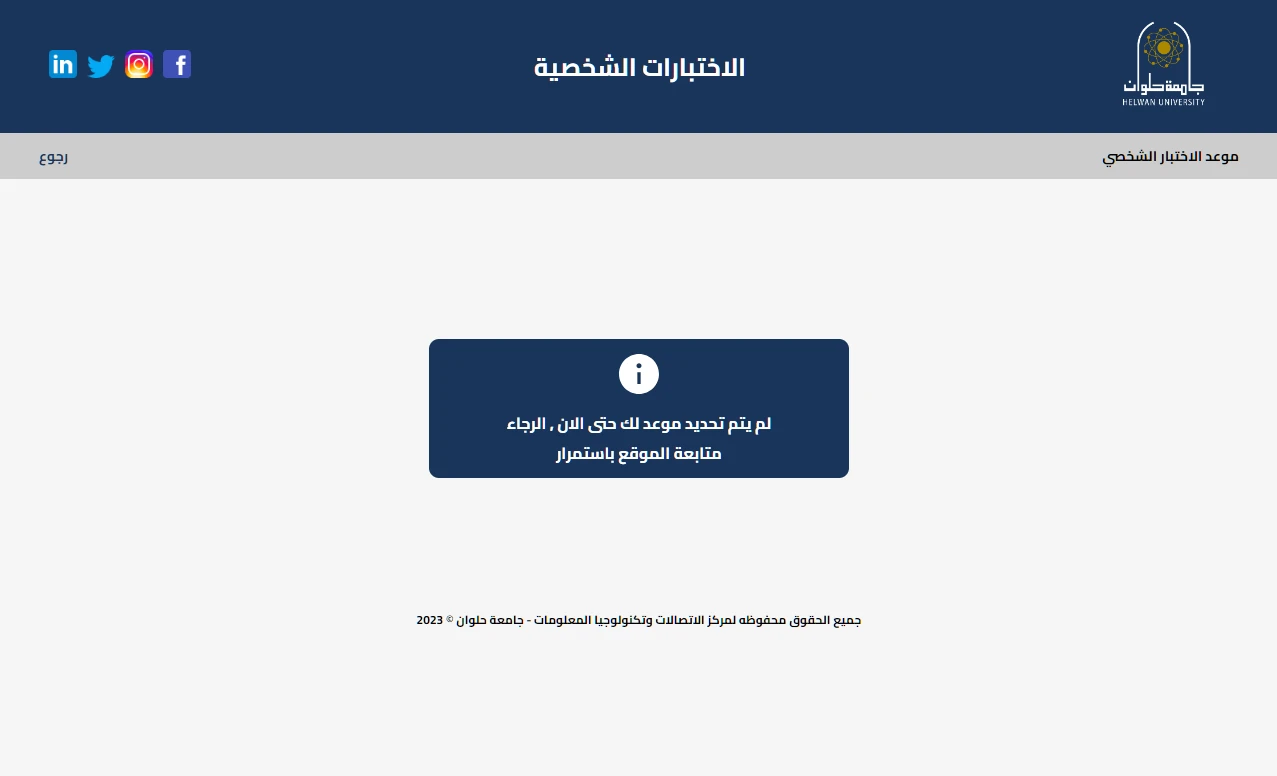 جامعة حلوان
HELWAN UNIVERSITY
الاختبارات الشخصية
in
f
موعد الاختبار الشخصي
رجوع
i
لم يتم تحديد موعد لك حتى الان , الرجاء
متابعة الموقع باستمرار
جميع الحقوق محفوظه لمركز الاتصالات وتكنولوجيا المعلومات - جامعة حلوان © 2023